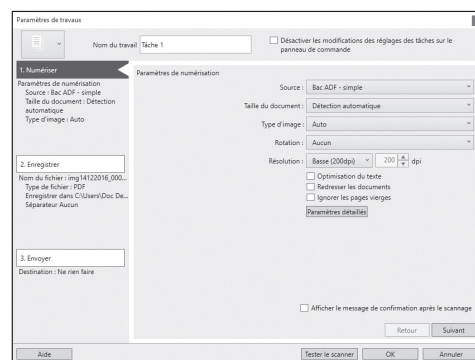 Paramètres de travaux
Nom du travail Tâche 1
Désactiver les modifications des réglages des tâches sur le
panneau de commande
1. Numériser
Paramètres de numérisation
Source : Bac ADF - simple
Taille du document : Détection
automatique
Type d'image : Auto
2. Enregistrer
Nom du fichier : img14122016_000...
Type de fichier : PDF
Enregistrer dans C:\Users\Doc De...
Séparateur Aucun
3. Envoyer
Destination : Ne rien faire
Paramètres de numérisation
Source : Bac ADF - simple
Taille du document : Détection automatique
Type d'image : Auto
Rotation : Aucun
Résolution : Basse (200dpi) 200 dpi
Optimisation du texte
Redresser les documents
Ignorer les pages vierges
Paramètres détaillés
Afficher le message de confirmation après le scannage
Retour Suivant
Aide Tester le scanner OK Annuler